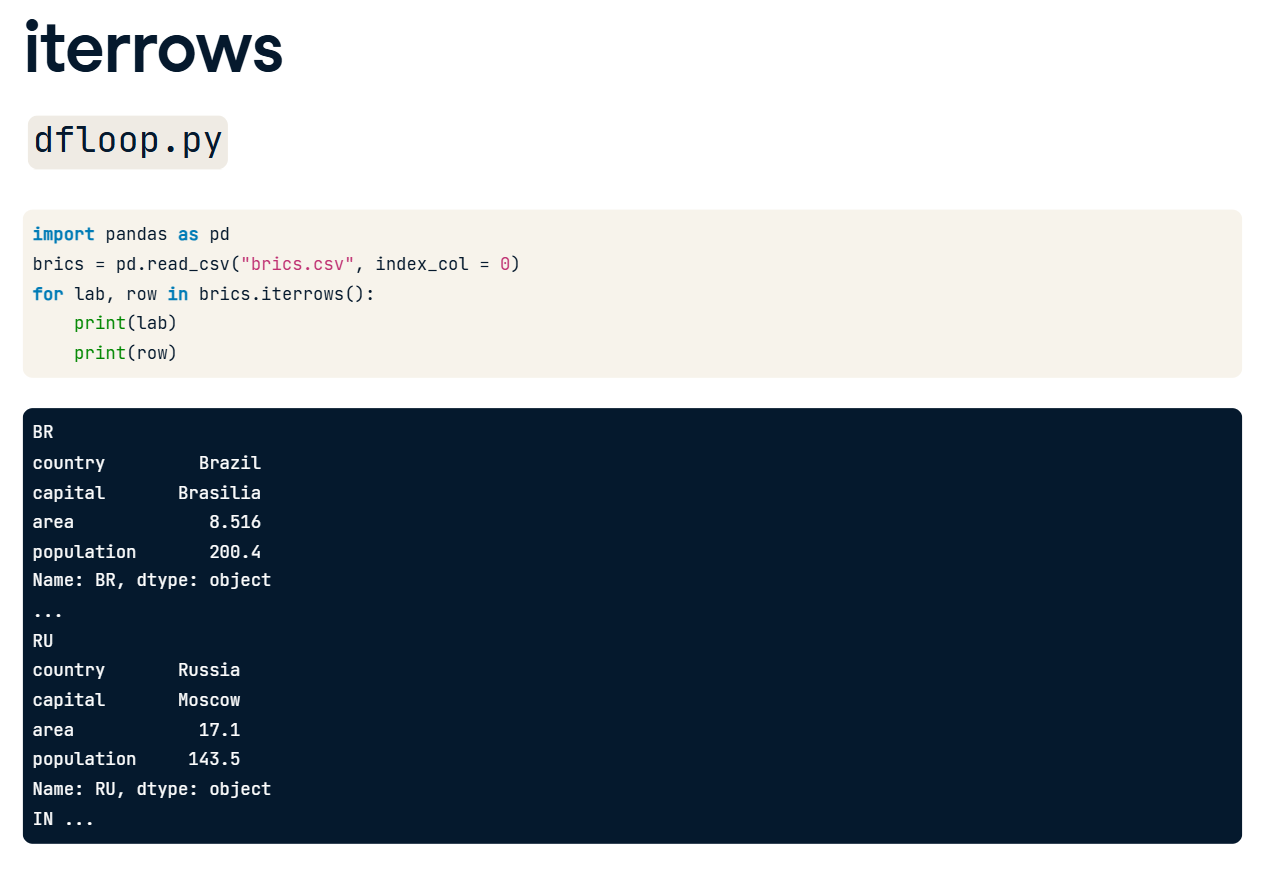 iterrows
dfloop.py
import pandas as pd
brics = pd.read_csv("brics.csv", index_col = 0)
for lab, row in brics.iterrows():
    print(lab)
    print(row)
BR
country         Brazil
capital       Brasilia
area             8.516
population       200.4
Name: BR, dtype: object
...
RU
country       Russia
capital       Moscow
area            17.1
population     143.5
Name: RU, dtype: object
IN ...